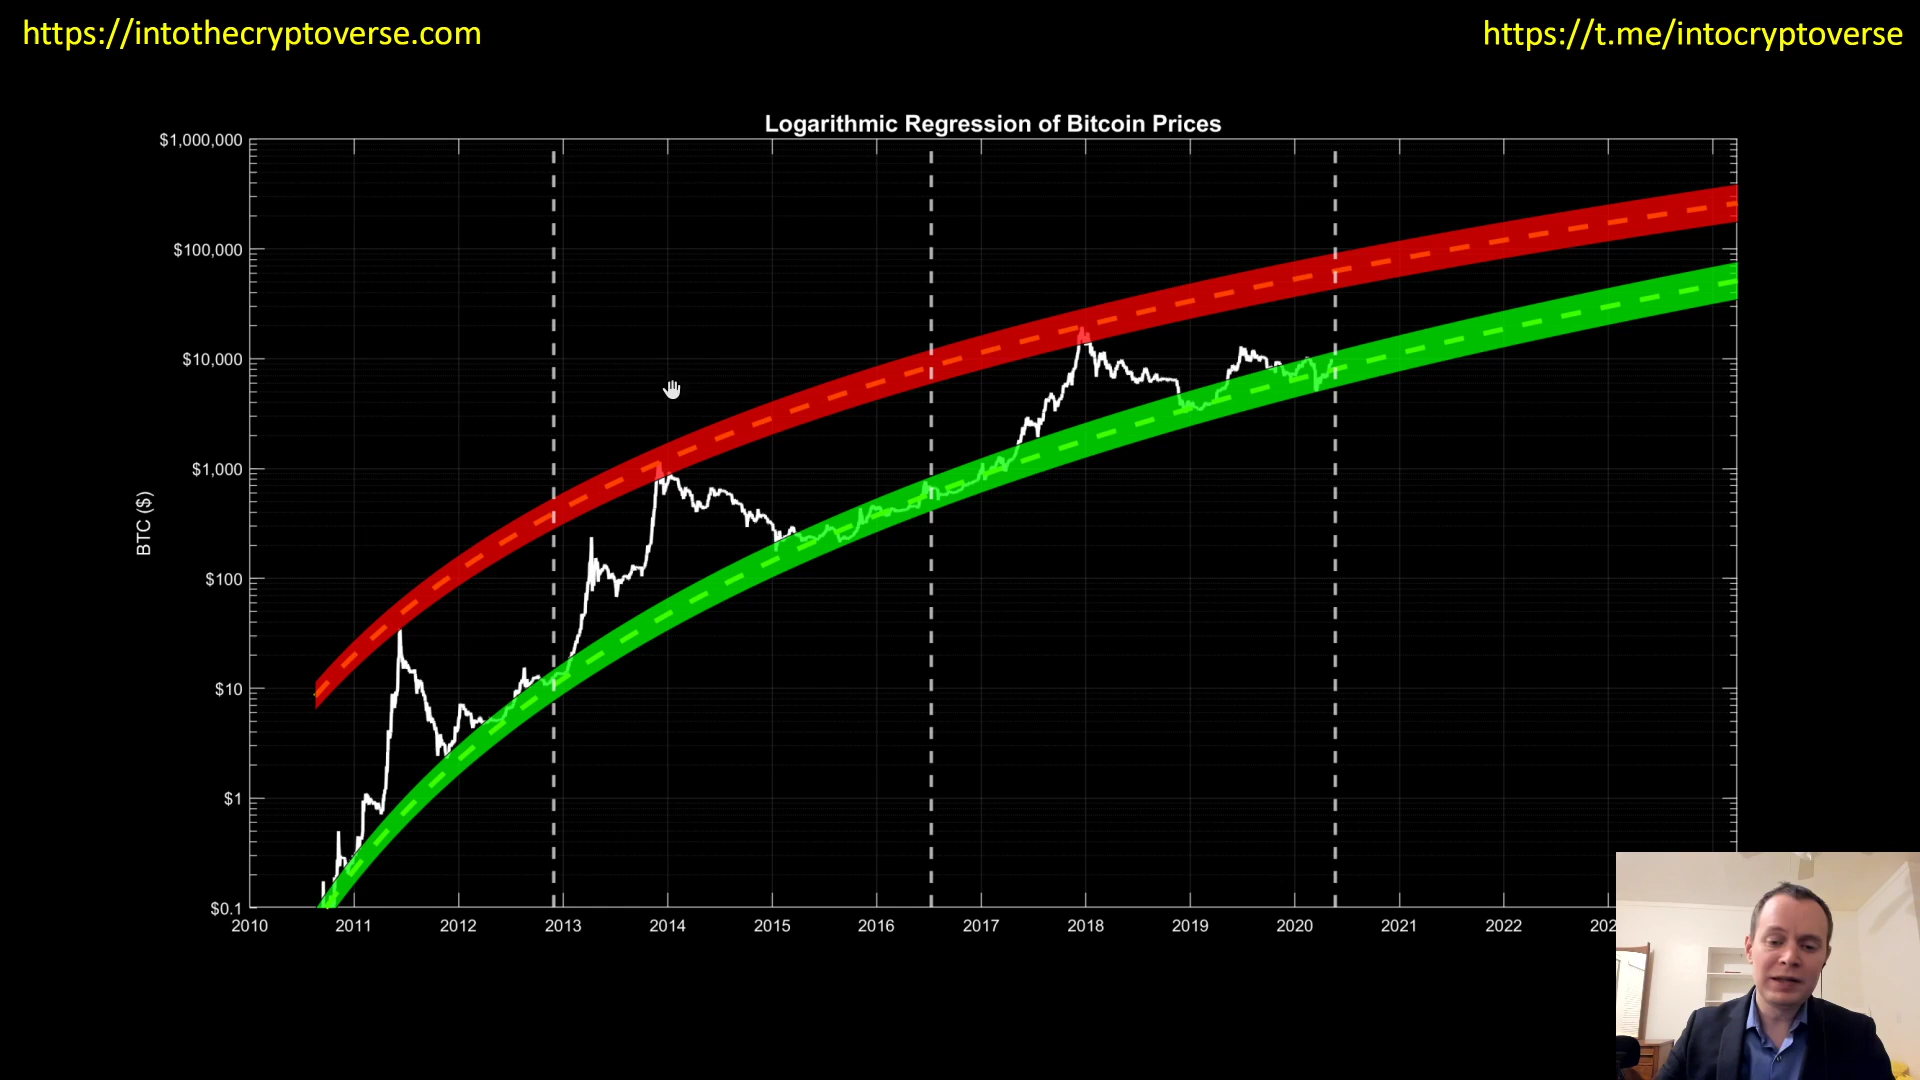 https://intothecryptoverse.com
https://t.me/intocryptoverse
Logarithmic Regression of Bitcoin Prices
$1,000,000
$100,000
$10,000
$1,000
$100
$10
$1
$0.1
BTC ($)
2010 2011 2012 2013 2014 2015 2016 2017 2018 2019 2020 2021 2022